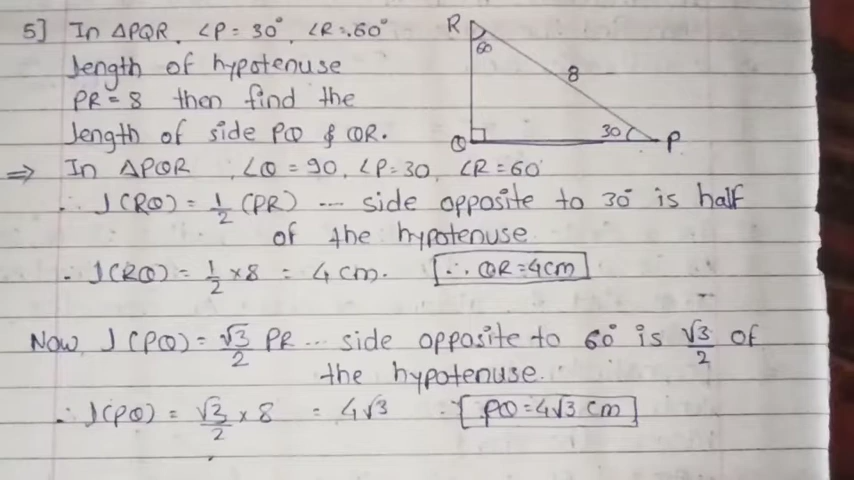 5] In ΔPQR, ∠P = 30°, ∠R = 60°
length of hypotenuse
PR = 8 then find the
length of side PQ & QR.
R
60
8
30
Q
P
⇒ In ΔPQR ∠Q = 90, ∠P = 30, ∠R = 60°
∴ l(RQ) = 1/2 (PR) --- side opposite to 30° is half
of the hypotenuse
∴ l(RQ) = 1/2 × 8 = 4 cm. ∴ QR = 4cm
Now, l(PQ) = √3/2 PR --- side opposite to 60° is √3/2 of
the hypotenuse.
∴ l(PQ) = √3/2 × 8 = 4√3 ∴ PQ = 4√3 cm